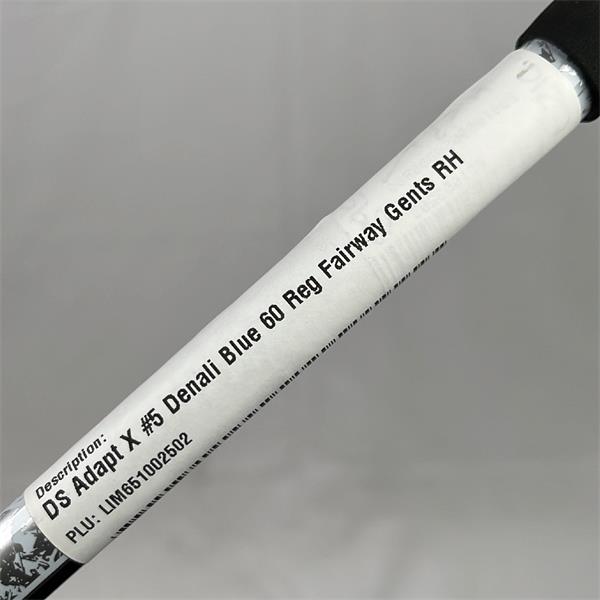 Description:
DS Adapt X #5 Denali Blue 60 Reg Fairway Gents RH
PLU: LIM651002502